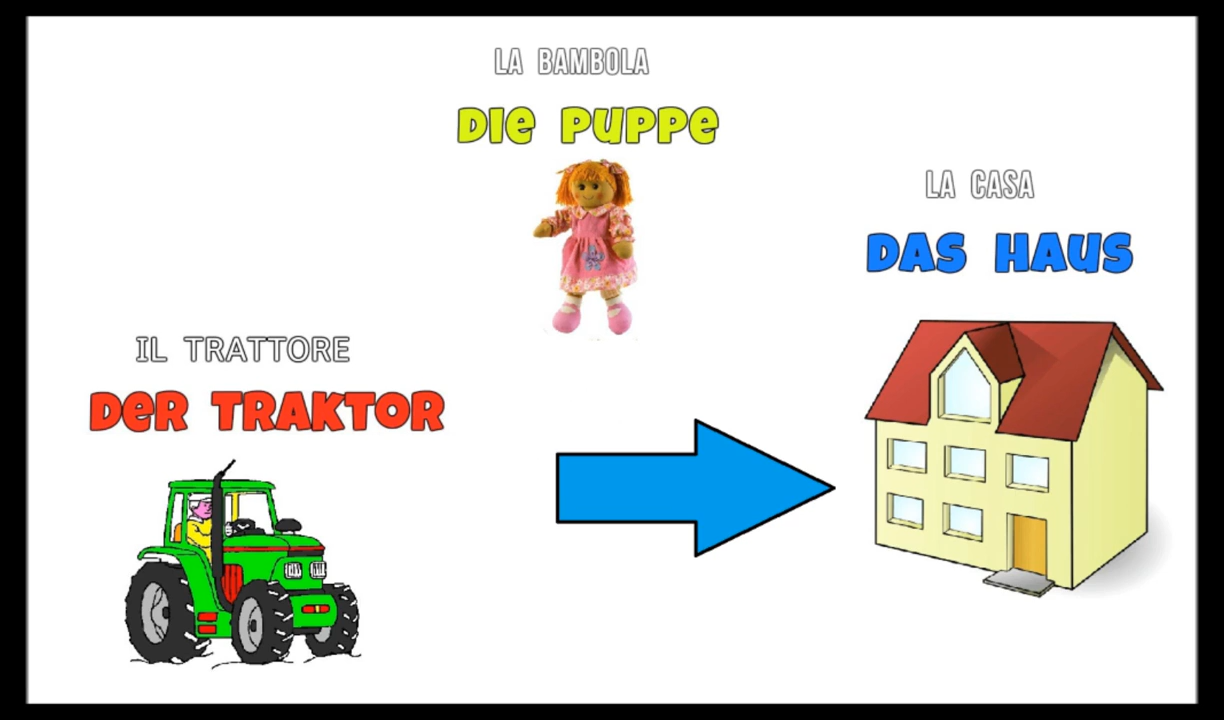 LA BAMBOLA
DIE PUPPE
LA CASA
DAS HAUS
IL TRATTORE
DER TRAKTOR